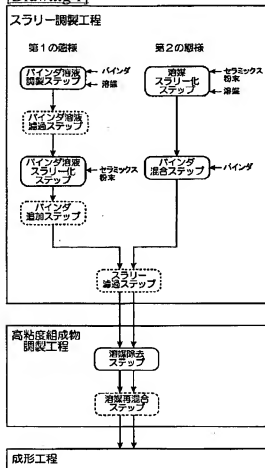 [Drawing 1]
スラリー調製工程
第1の態様
第2の態様
バインダ溶液
調製ステップ
バインダ
溶媒
溶媒
スラリー化
ステップ
セラミックス
粉末
溶媒
バインダ溶液
濾過ステップ
バインダ溶液
スラリー化
ステップ
セラミックス
粉末
バインダ
混合ステップ
バインダ
バインダ
追加ステップ
スラリー
濾過ステップ
高粘度組成物
調製工程
溶媒除去
ステップ
溶媒再混合
ステップ
成形工程